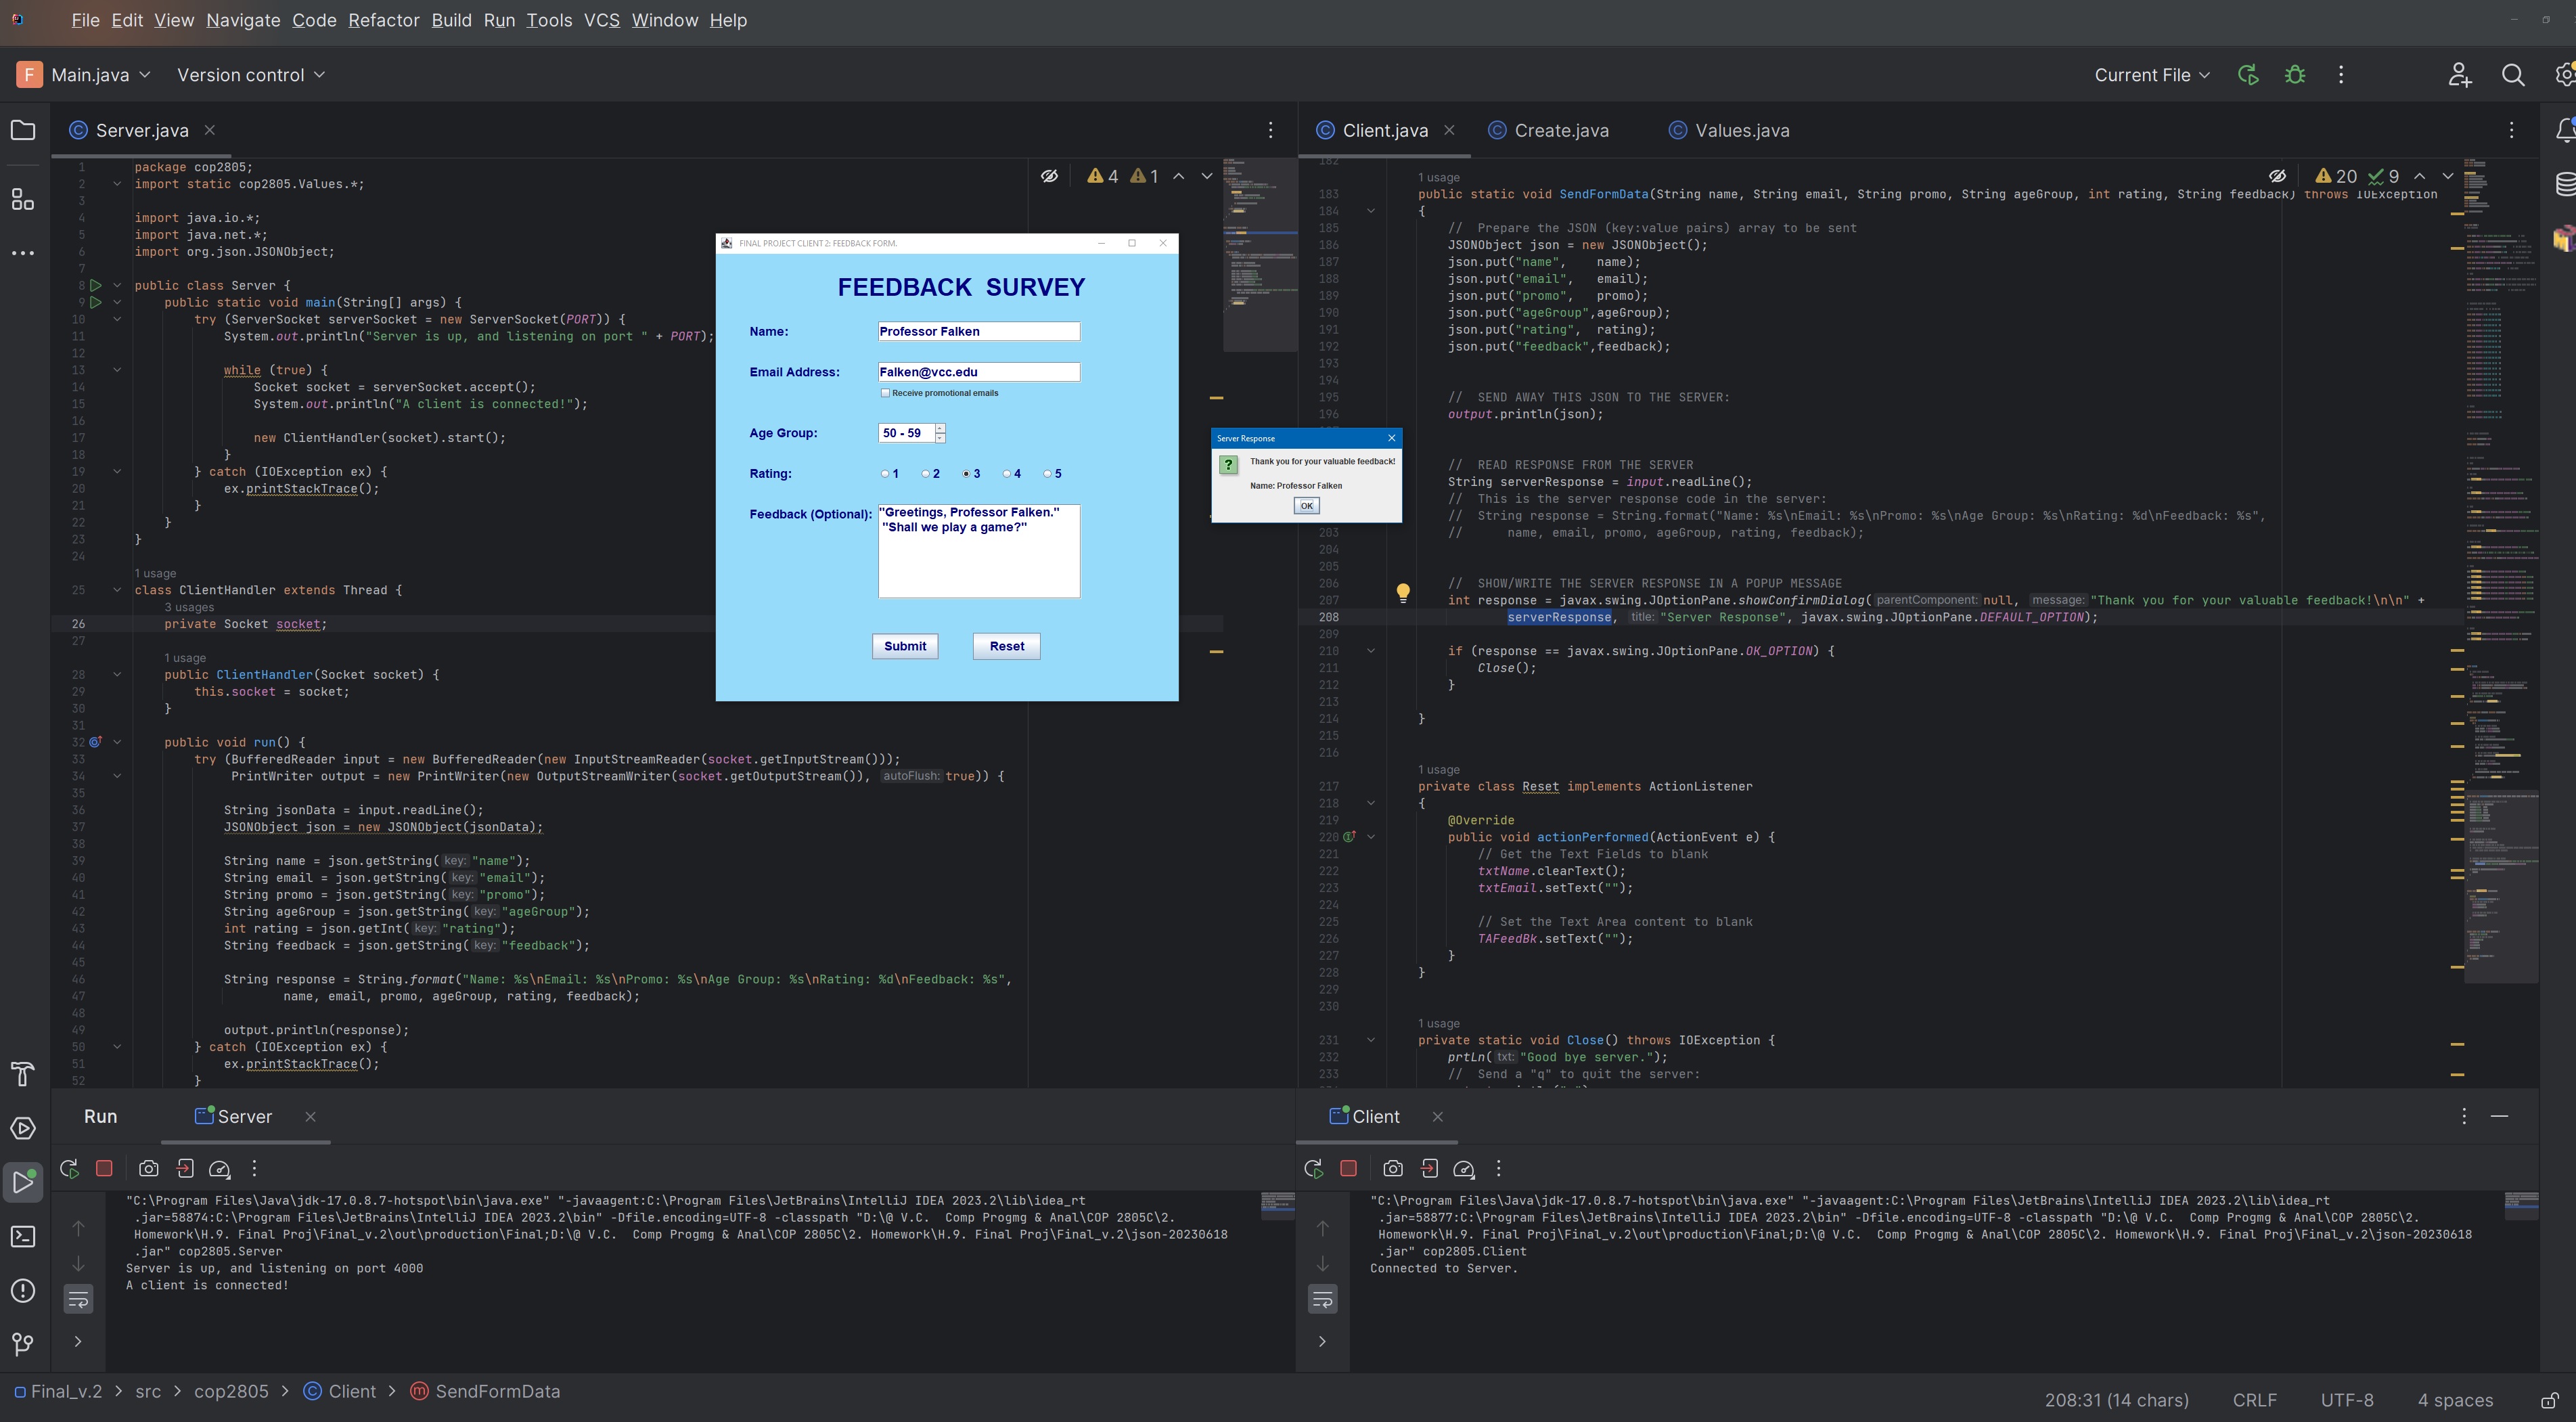 File Edit View Navigate Code Refactor Build Run Tools VCS Window Help
F Main.java Version control
Current File
Server.java
1 package cop2805;
2 import static cop2805.Values.*;
3
4 import java.io.*;
5 import java.net.*;
6 import org.json.JSONObject;
7
8 public class Server {
9 public static void main(String[] args) {
10 try (ServerSocket serverSocket = new ServerSocket(PORT)) {
11 System.out.println("Server is up, and listening on port " + PORT);
12
13 while (true) {
14 Socket socket = serverSocket.accept();
15 System.out.println("A client is connected!");
16
17 new ClientHandler(socket).start();
18 }
19 } catch (IOException ex) {
20 ex.printStackTrace();
21 }
22 }
23 }
24
1 usage
25 class ClientHandler extends Thread {
3 usages
26 private Socket socket;
27
1 usage
28 public ClientHandler(Socket socket) {
29 this.socket = socket;
30 }
31
32 public void run() {
33 try (BufferedReader input = new BufferedReader(new InputStreamReader(socket.getInputStream()));
34 PrintWriter output = new PrintWriter(new OutputStreamWriter(socket.getOutputStream()), autoFlush: true)) {
35
36 String jsonData = input.readLine();
37 JSONObject json = new JSONObject(jsonData);
38
39 String name = json.getString( key: "name");
40 String email = json.getString( key: "email");
41 String promo = json.getString( key: "promo");
42 String ageGroup = json.getString( key: "ageGroup");
43 int rating = json.getInt( key: "rating");
44 String feedback = json.getString( key: "feedback");
45
46 String response = String.format("Name: %s\nEmail: %s\nPromo: %s\nAge Group: %s\nRating: %d\nFeedback: %s",
47 name, email, promo, ageGroup, rating, feedback);
48
49 output.println(response);
50 } catch (IOException ex) {
51 ex.printStackTrace();
52 }
4 1
FINAL PROJECT CLIENT 2: FEEDBACK FORM.
FEEDBACK SURVEY
Name: Professor Falken
Email Address: Falken@vcc.edu
Receive promotional emails
Age Group: 50 - 59
Rating: 1 2 3 4 5
Feedback (Optional): "Greetings, Professor Falken."
"Shall we play a game?"
Submit Reset
Server Response
Thank you for your valuable feedback!
Name: Professor Falken
OK
Client.java Create.java Values.java
20 9
182
1 usage
183 public static void SendFormData(String name, String email, String promo, String ageGroup, int rating, String feedback) throws IOException
184 {
185 // Prepare the JSON (key:value pairs) array to be sent
186 JSONObject json = new JSONObject();
187 json.put("name", name);
188 json.put("email", email);
189 json.put("promo", promo);
190 json.put("ageGroup",ageGroup);
191 json.put("rating", rating);
192 json.put("feedback",feedback);
193
194
195 // SEND AWAY THIS JSON TO THE SERVER:
196 output.println(json);
// READ RESPONSE FROM THE SERVER
String serverResponse = input.readLine();
// This is the server response code in the server:
// String response = String.format("Name: %s\nEmail: %s\nPromo: %s\nAge Group: %s\nRating: %d\nFeedback: %s",
203 // name, email, promo, ageGroup, rating, feedback);
204
205
206 // SHOW/WRITE THE SERVER RESPONSE IN A POPUP MESSAGE
207 int response = javax.swing.JOptionPane.showConfirmDialog( parentComponent: null, message: "Thank you for your valuable feedback!\n\n" +
208 serverResponse, title: "Server Response", javax.swing.JOptionPane.DEFAULT_OPTION);
209
210 if (response == javax.swing.JOptionPane.OK_OPTION) {
211 Close();
212 }
213
214 }
215
216
1 usage
217 private class Reset implements ActionListener
218 {
219 @Override
220 public void actionPerformed(ActionEvent e) {
221 // Get the Text Fields to blank
222 txtName.clearText();
223 txtEmail.setText("");
224
225 // Set the Text Area content to blank
226 TAFeedBk.setText("");
227 }
228 }
229
230
1 usage
231 private static void Close() throws IOException {
232 prtLn( txt: "Good bye server.");
233 // Send a "q" to quit the server:
Run Server
"C:\Program Files\Java\jdk-17.0.8.7-hotspot\bin\java.exe" "-javaagent:C:\Program Files\JetBrains\IntelliJ IDEA 2023.2\lib\idea_rt
.jar=58874:C:\Program Files\JetBrains\IntelliJ IDEA 2023.2\bin" -Dfile.encoding=UTF-8 -classpath "D:\@ V.C. Comp Progmg & Anal\COP 2805C\2.
Homework\H.9. Final Proj\Final_v.2\out\production\Final;D:\@ V.C. Comp Progmg & Anal\COP 2805C\2. Homework\H.9. Final Proj\Final_v.2\json-20230618
.jar" cop2805.Server
Server is up, and listening on port 4000
A client is connected!
Client
"C:\Program Files\Java\jdk-17.0.8.7-hotspot\bin\java.exe" "-javaagent:C:\Program Files\JetBrains\IntelliJ IDEA 2023.2\lib\idea_rt
.jar=58877:C:\Program Files\JetBrains\IntelliJ IDEA 2023.2\bin" -Dfile.encoding=UTF-8 -classpath "D:\@ V.C. Comp Progmg & Anal\COP 2805C\2.
Homework\H.9. Final Proj\Final_v.2\out\production\Final;D:\@ V.C. Comp Progmg & Anal\COP 2805C\2. Homework\H.9. Final Proj\Final_v.2\json-20230618
.jar" cop2805.Client
Connected to Server.
Final_v.2 > src > cop2805 > Client > SendFormData
208:31 (14 chars) CRLF UTF-8 4 spaces